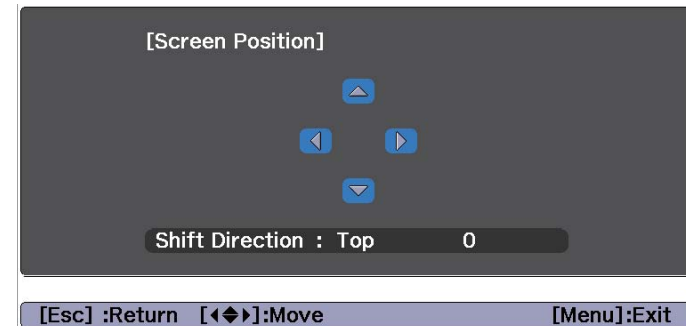 [Screen Position]
Shift Direction : Top 0
[Esc] :Return [◀◆▶]:Move [Menu]:Exit